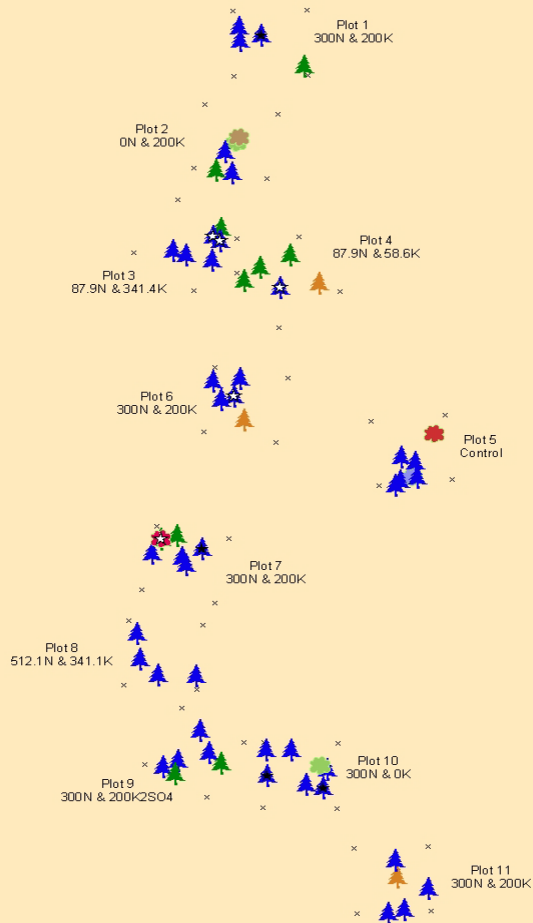 Plot 1
300N & 200K
Plot 2
0N & 200K
Plot 4
87.9N & 58.6K
Plot 3
87.9N & 341.4K
Plot 6
300N & 200K
Plot 5
Control
Plot 7
300N & 200K
Plot 8
512.1N & 341.1K
Plot 10
300N & 0K
Plot 9
300N & 200K2SO4
Plot 11
300N & 200K